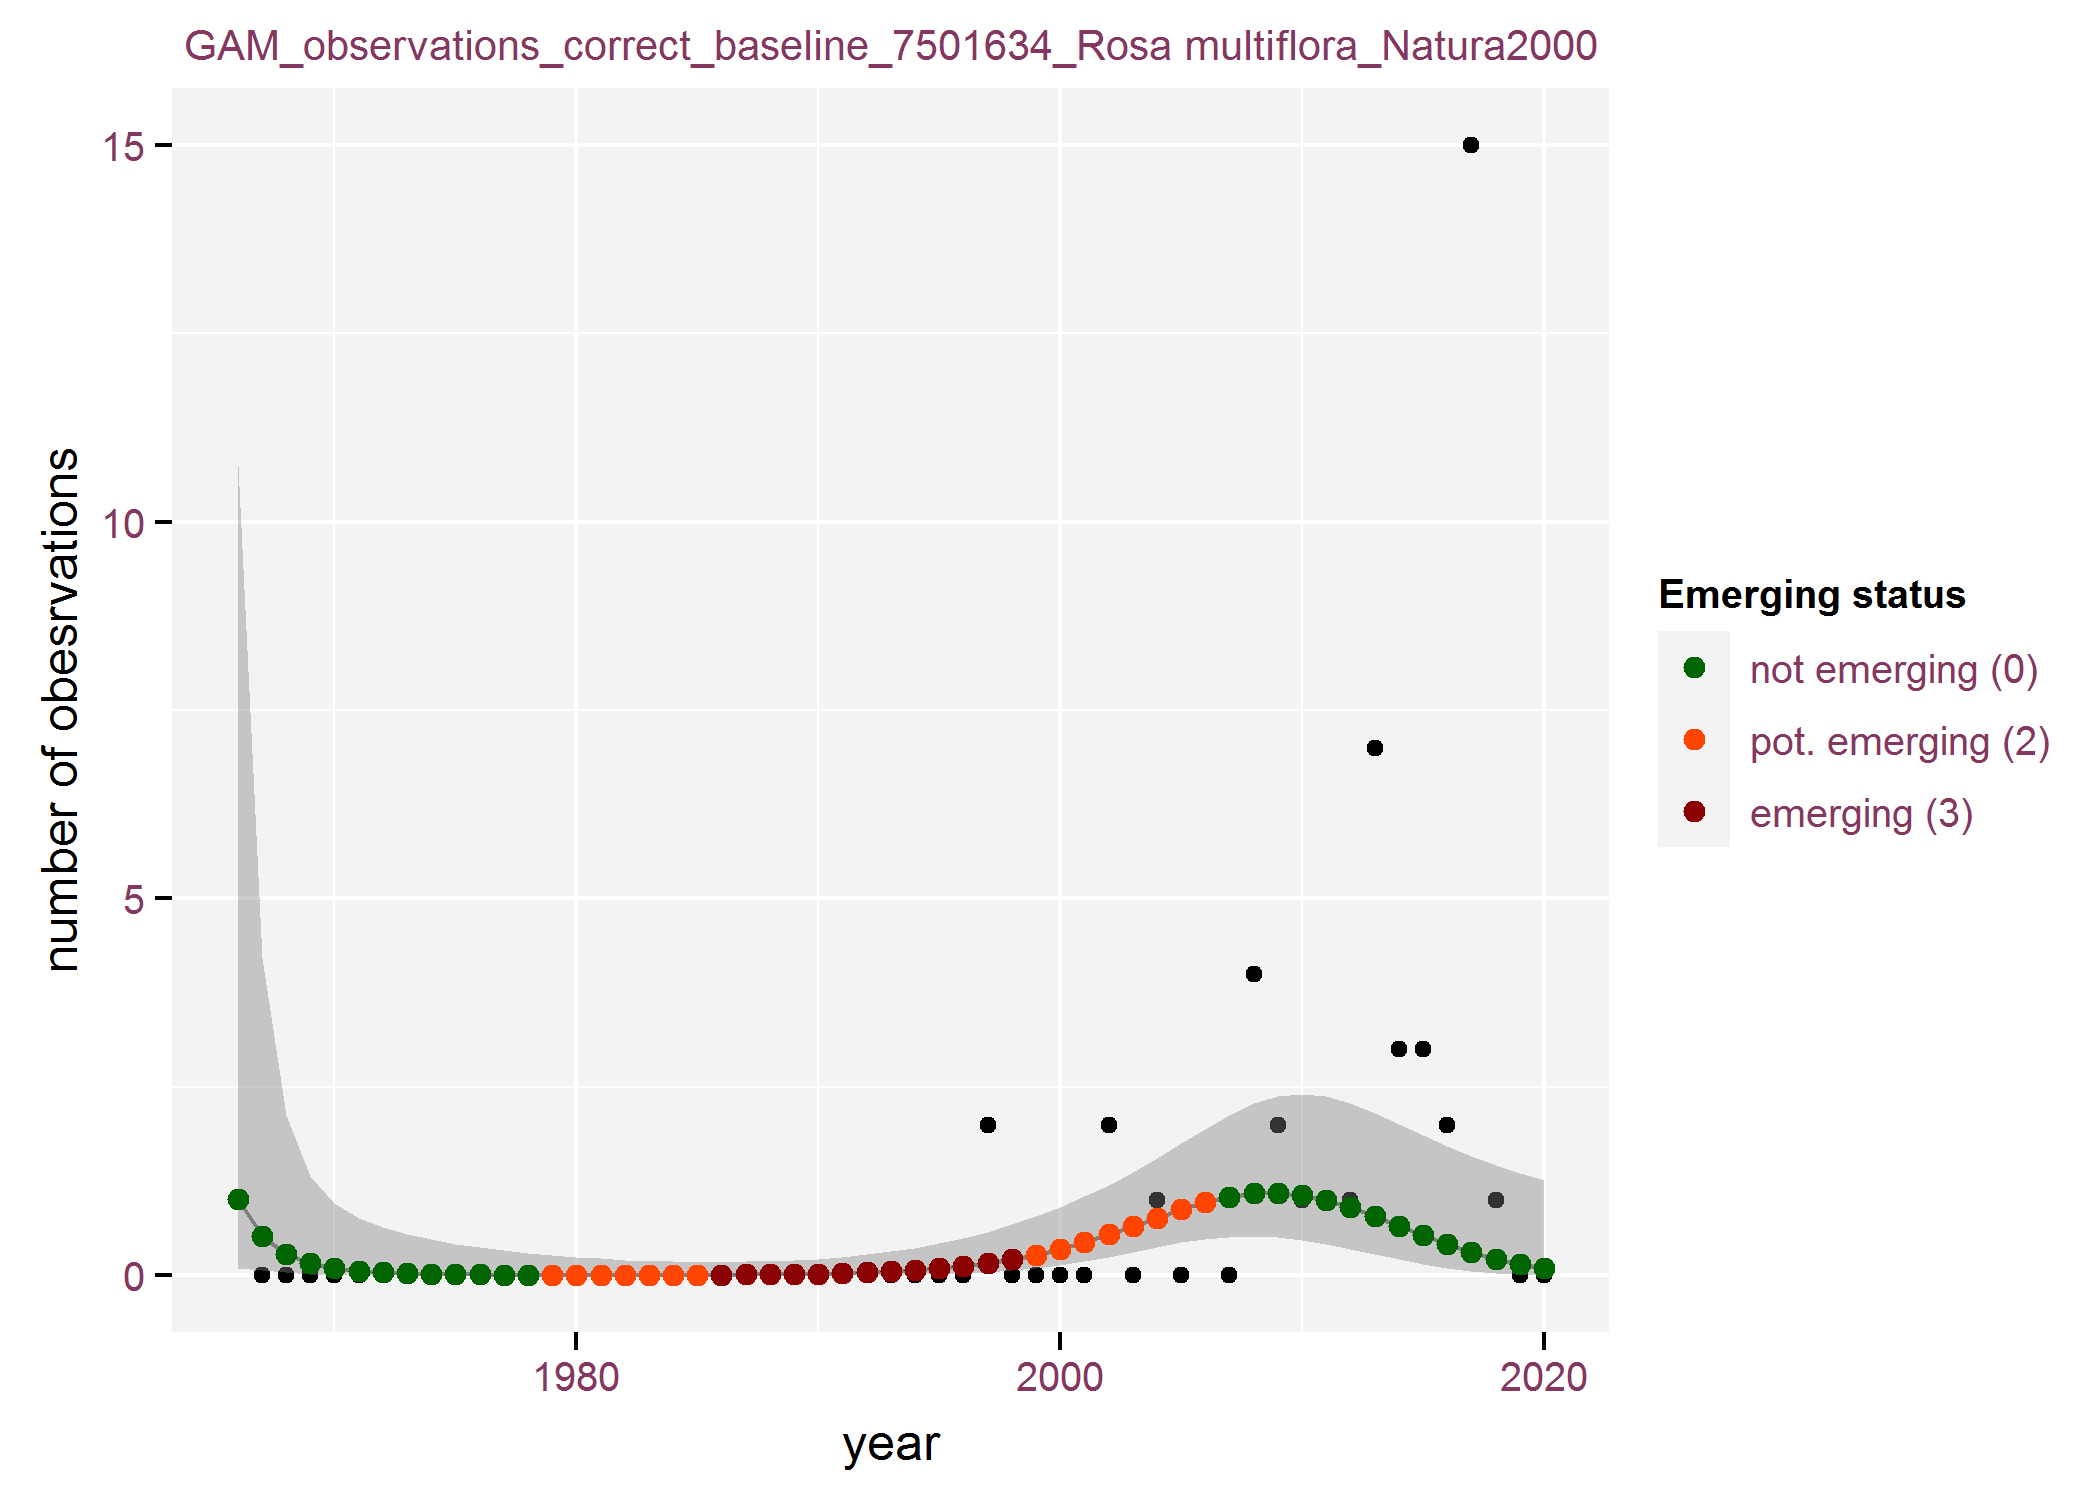 GAM_observations_correct_baseline_7501634_Rosa multiflora_Natura2000
15
10
5
0
number of obesrvations
1980
2000
2020
year
Emerging status
not emerging (0)
pot. emerging (2)
emerging (3)